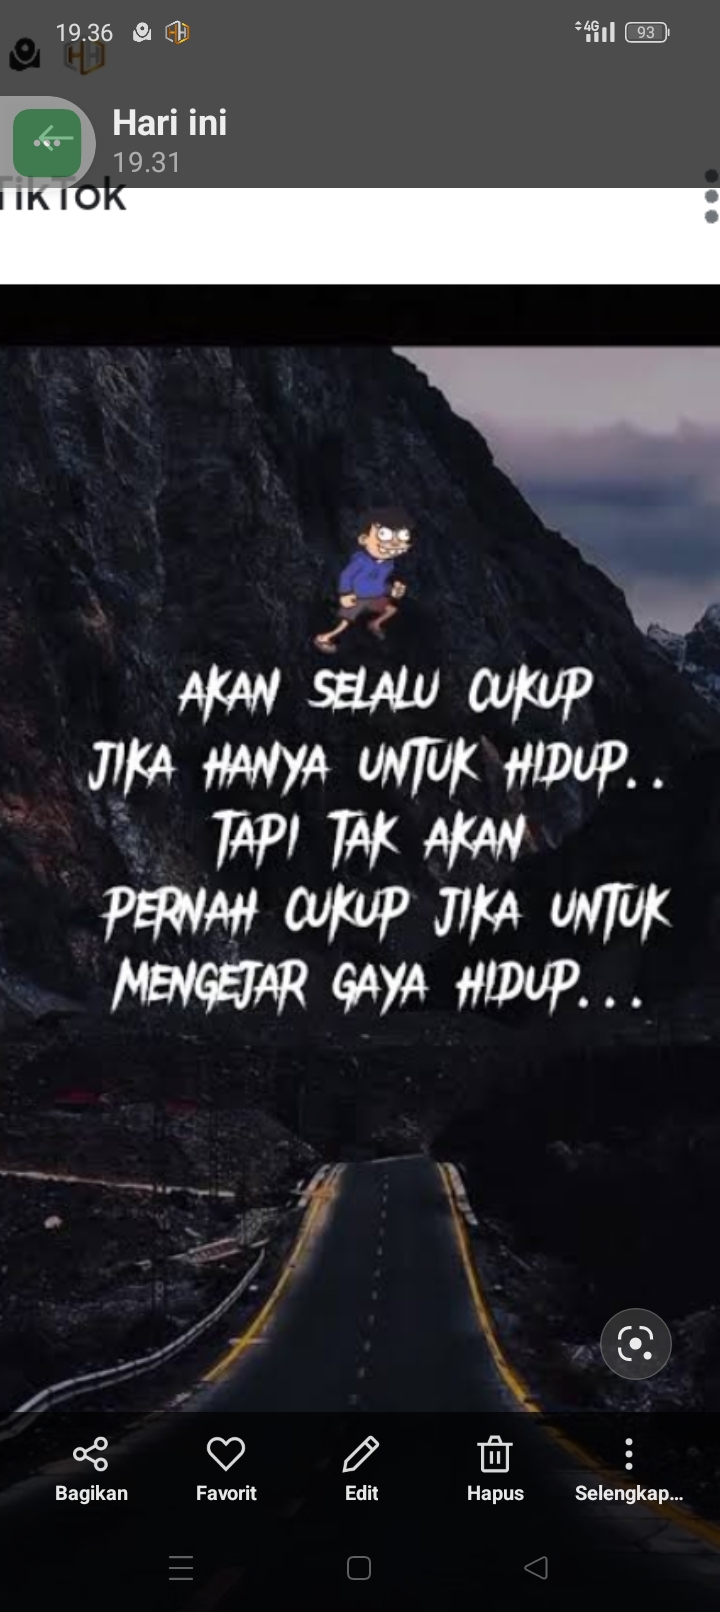 19.36
4G
93
Hari ini
19.31
TikTok
AKAN SELALU CUKUP
JIKA HANYA UNTUK HIDUP..
TAPI TAK AKAN
PERNAH CUKUP JIKA UNTUK
MENGEJAR GAYA HIDUP...
Bagikan
Favorit
Edit
Hapus
Selengkap...